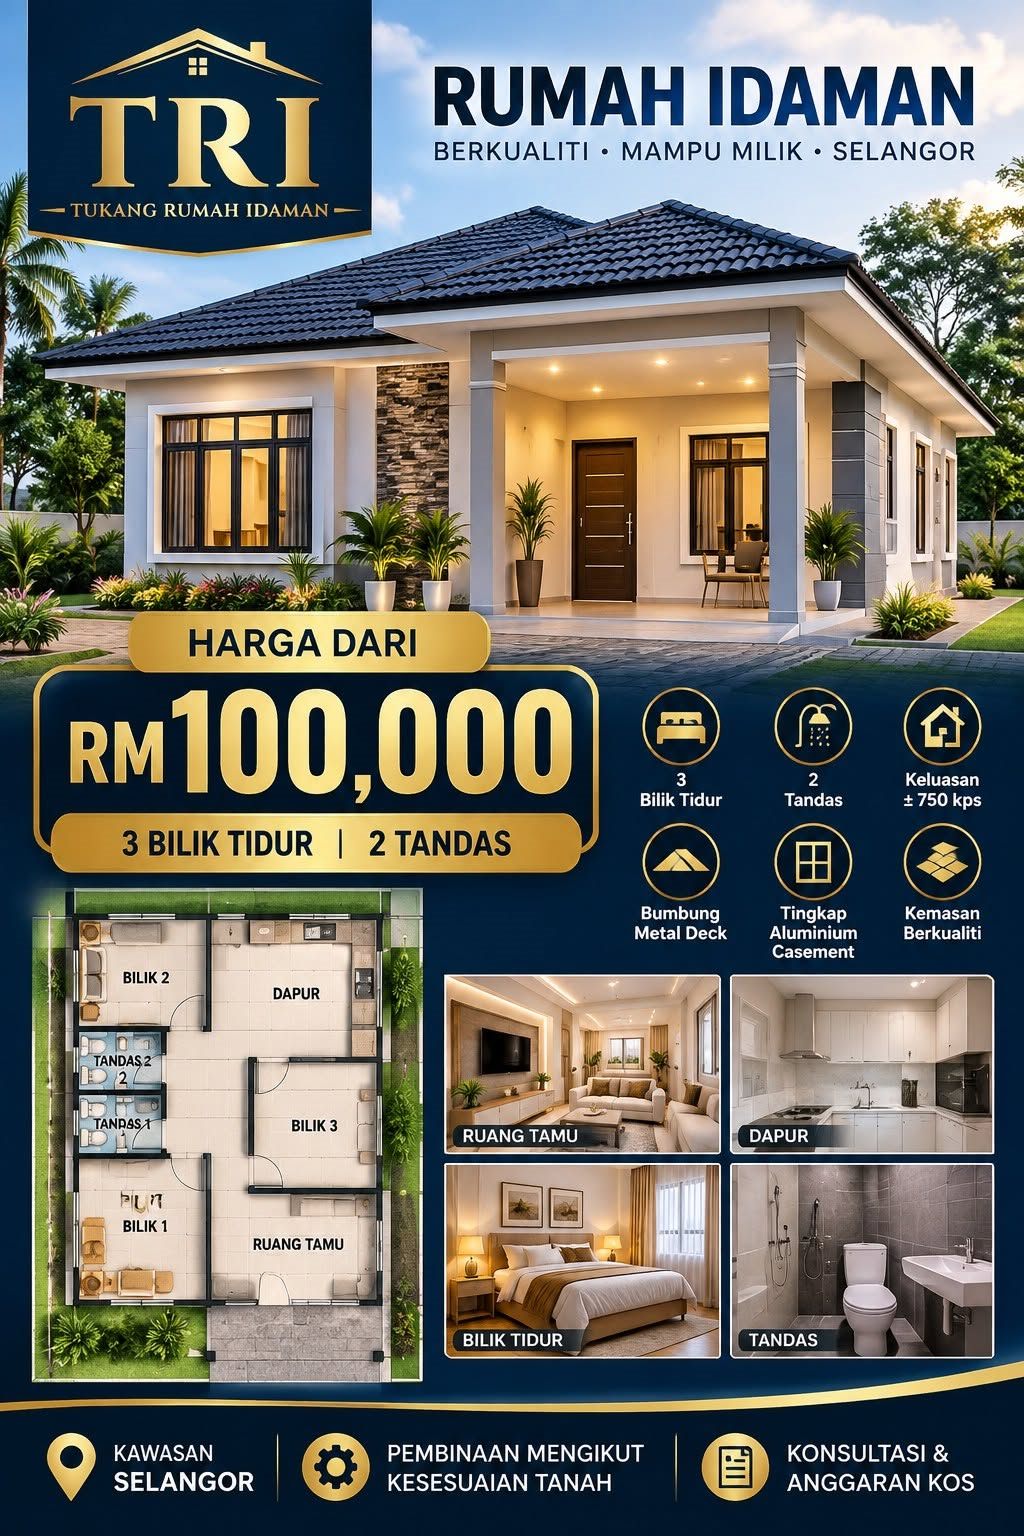 TRI
TUKANG RUMAH IDAMAN
RUMAH IDAMAN
BERKUALITI • MAMPU MILIK • SELANGOR
HARGA DARI
RM100,000
3 BILIK TIDUR | 2 TANDAS
3
Bilik Tidur
2
Tandas
Keluasan
± 750 kps
Bumbung
Metal Deck
Tingkap
Aluminium
Casement
Kemasan
Berkualiti
BILIK 2
DAPUR
TANDAS 2
2
TANDAS 1
BILIK 3
BILIK 1
RUANG TAMU
RUANG TAMU
DAPUR
BILIK TIDUR
TANDAS
KAWASAN
SELANGOR
PEMBINAAN MENGIKUT
KESESUAIAN TANAH
KONSULTASI &
ANGGARAN KOS